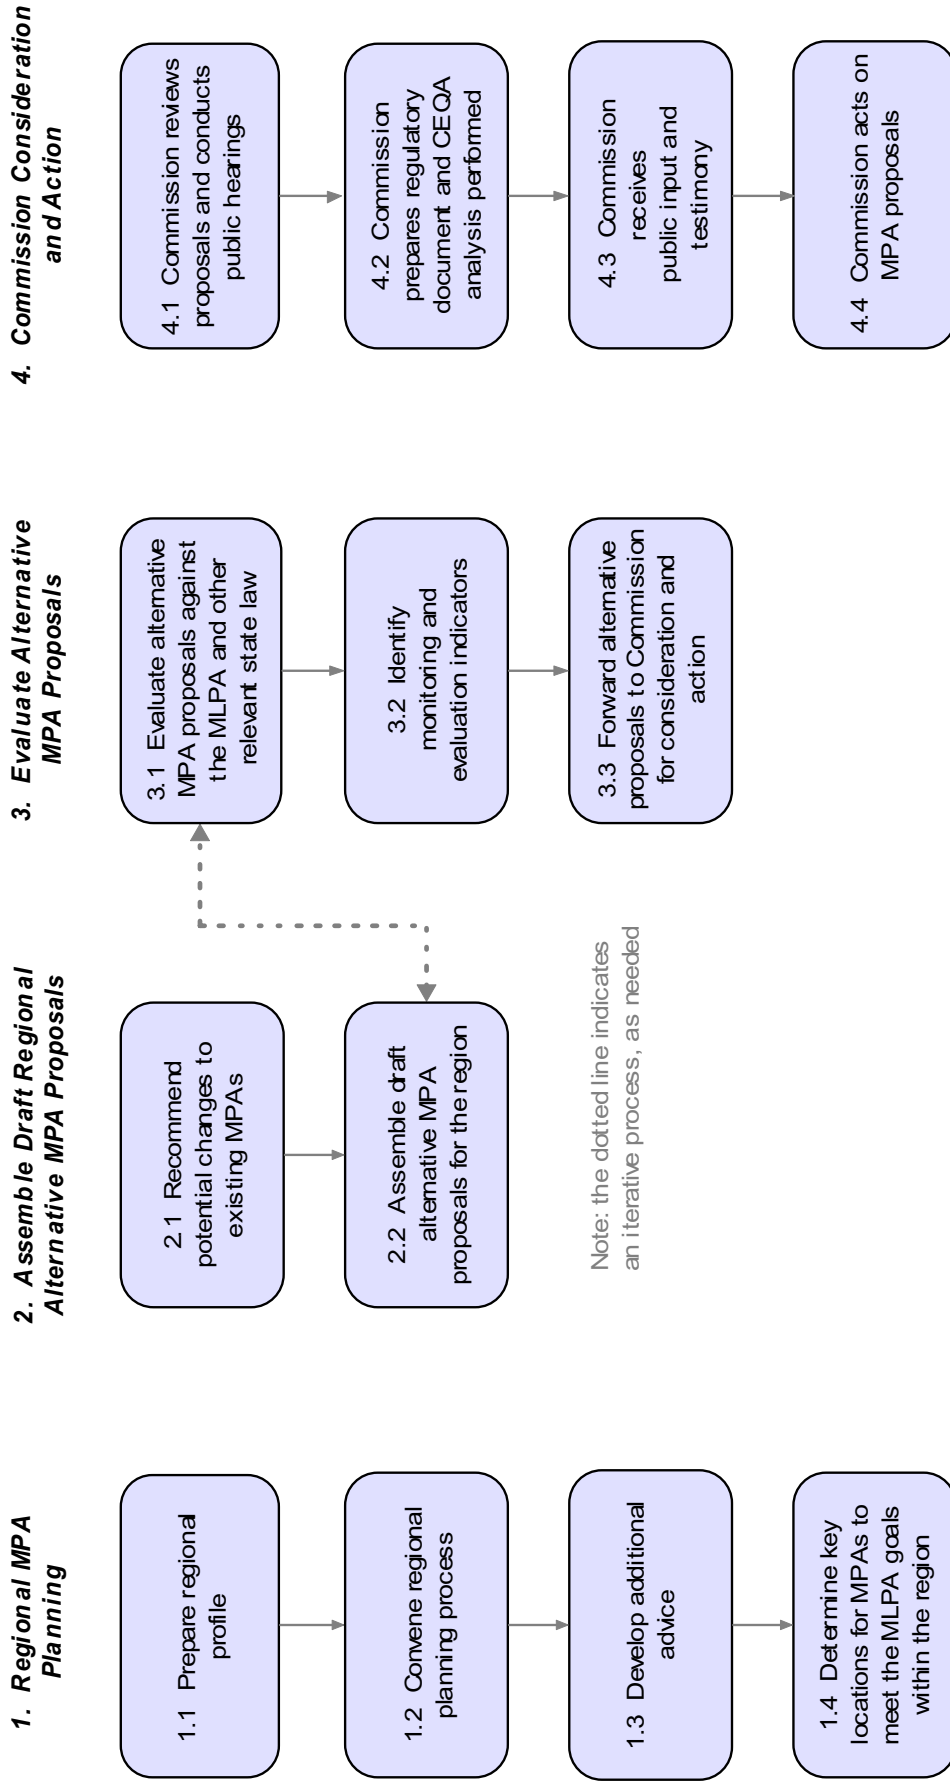 1. Regional MPA
Planning
1.1 Prepare regional
profile
1.2 Convene regional
planning process
1.3 Develop additional
advice
1.4 Determine key
locations for MPAs to
meet the MLPA goals
within the region
2. Assemble Draft Regional
Alternative MPA Proposals
2.1 Recommend
potential changes to
existing MPAs
2.2 Assemble draft
alternative MPA
proposals for the region
Note: the dotted line indicates
an iterative process, as needed
3. Evaluate Alternative
MPA Proposals
3.1 Evaluate alternative
MPA proposals against
the MLPA and other
relevant state law
3.2 Identify
monitoring and
evaluation indicators
3.3 Forward alternative
proposals to Commission
for consideration and
action
4. Commission Consideration
and Action
4.1 Commission reviews
proposals and conducts
public hearings
4.2 Commission
prepares regulatory
document and CEQA
analysis performed
4.3 Commission
receives
public input and
testimony
4.4 Commission acts on
MPA proposals